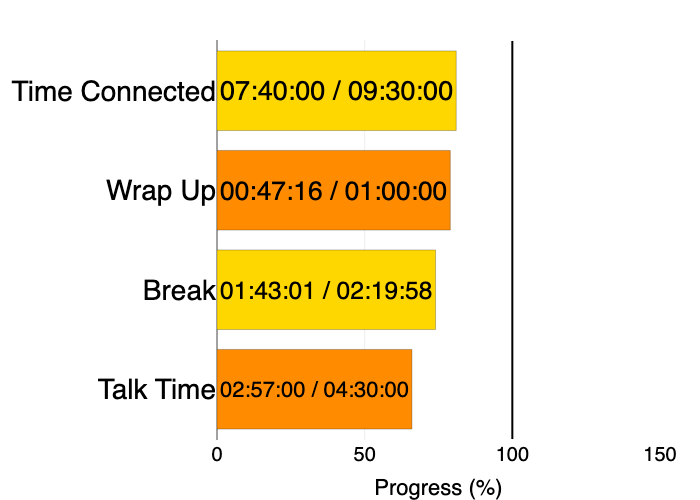 Time Connected 07:40:00 / 09:30:00
Wrap Up 00:47:16 / 01:00:00
Break 01:43:01 / 02:19:58
Talk Time 02:57:00 / 04:30:00
0 50 100 150
Progress (%)